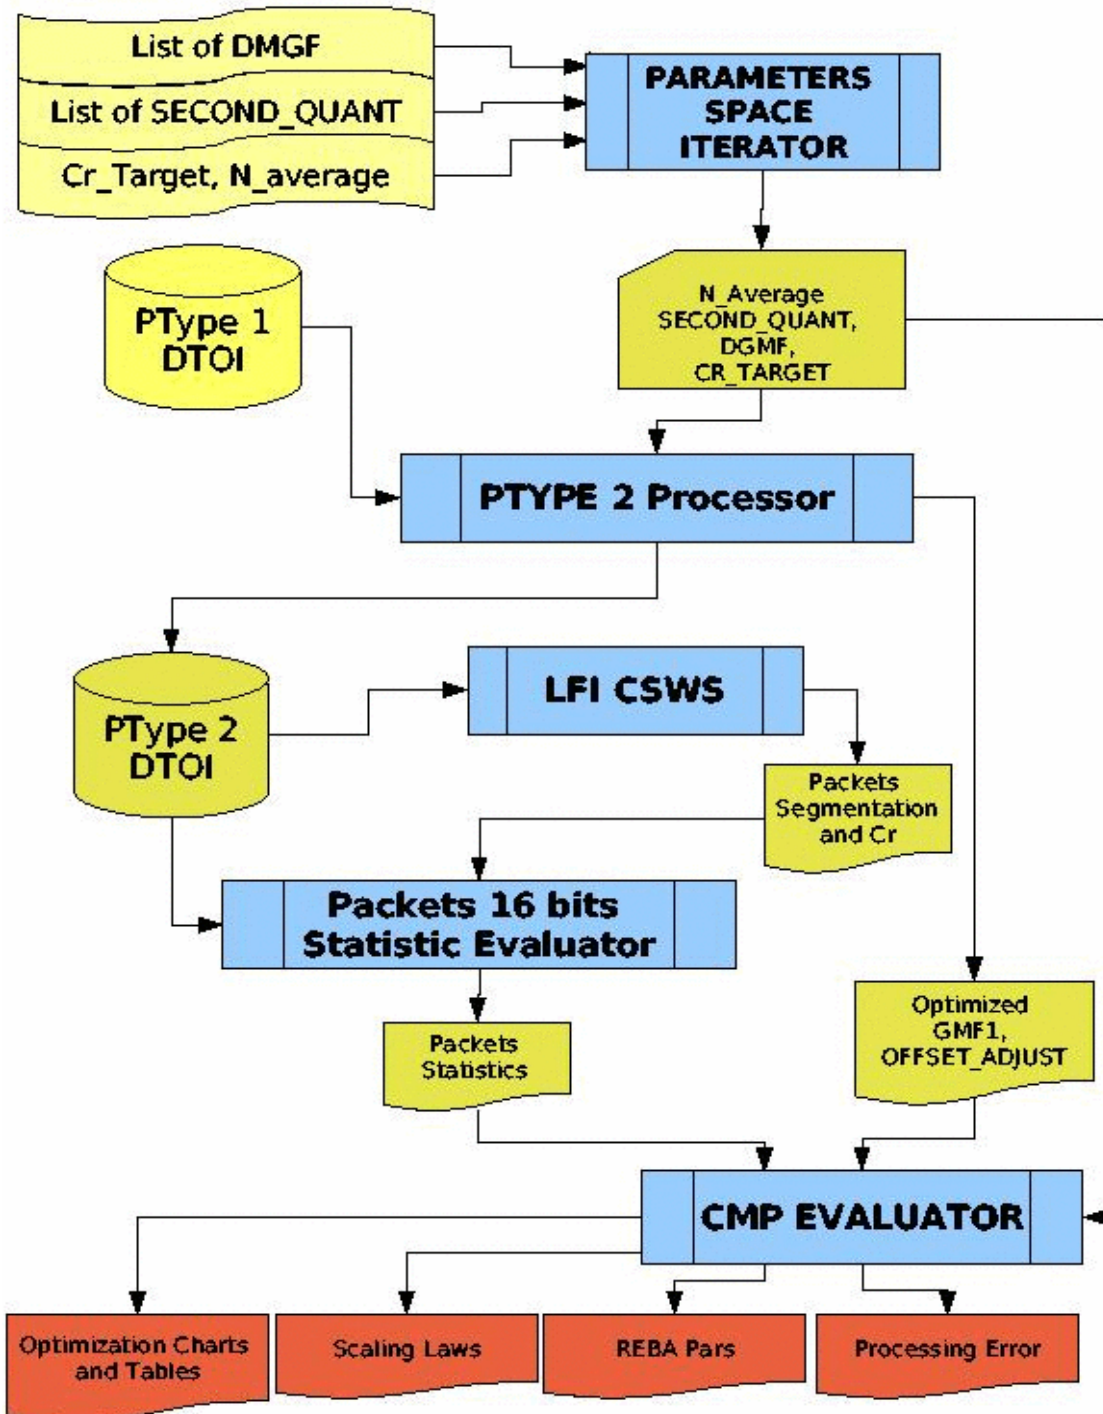 List of DMGF
List of SECOND_QUANT
Cr_Target, N_average
PARAMETERS
SPACE
ITERATOR
PType 1
DTOI
N_Average
SECOND_QUANT,
DGMF,
CR_TARGET
PTYPE 2 Processor
PType 2
DTOI
LFI CSWS
Packets
Segmentation
and Cr
Packets 16 bits
Statistic Evaluator
Packets
Statistics
Optimized
GMF1,
OFFSET_ADJUST
CMP EVALUATOR
Optimization Charts
and Tables
Scaling Laws
REBA Pars
Processing Error